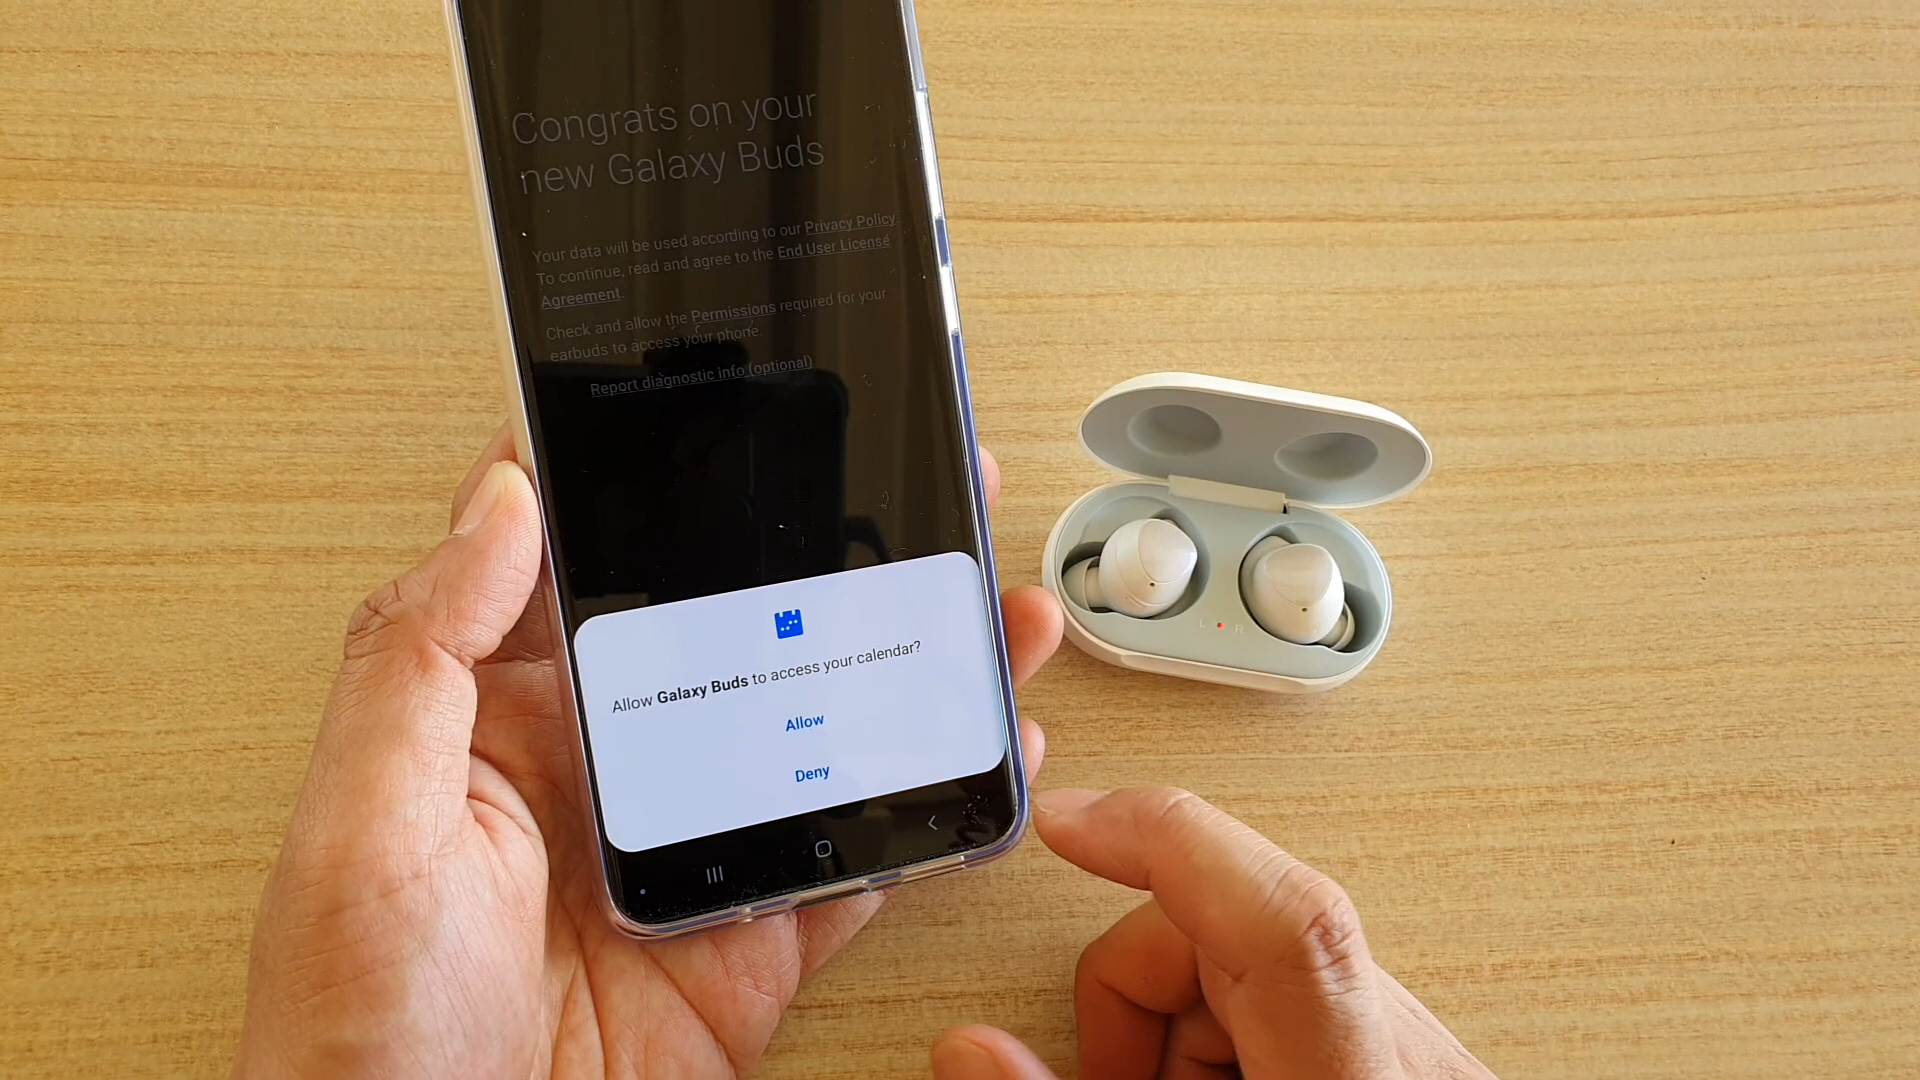 Congrats on your
new Galaxy Buds
Your data will be used according to our Privacy Policy.
To continue, read and agree to the End User License
Agreement.
Check and allow the Permissions required for your
earbuds to access your phone.
Report diagnostic info (optional)
Allow Galaxy Buds to access your calendar?
Allow
Deny
L R